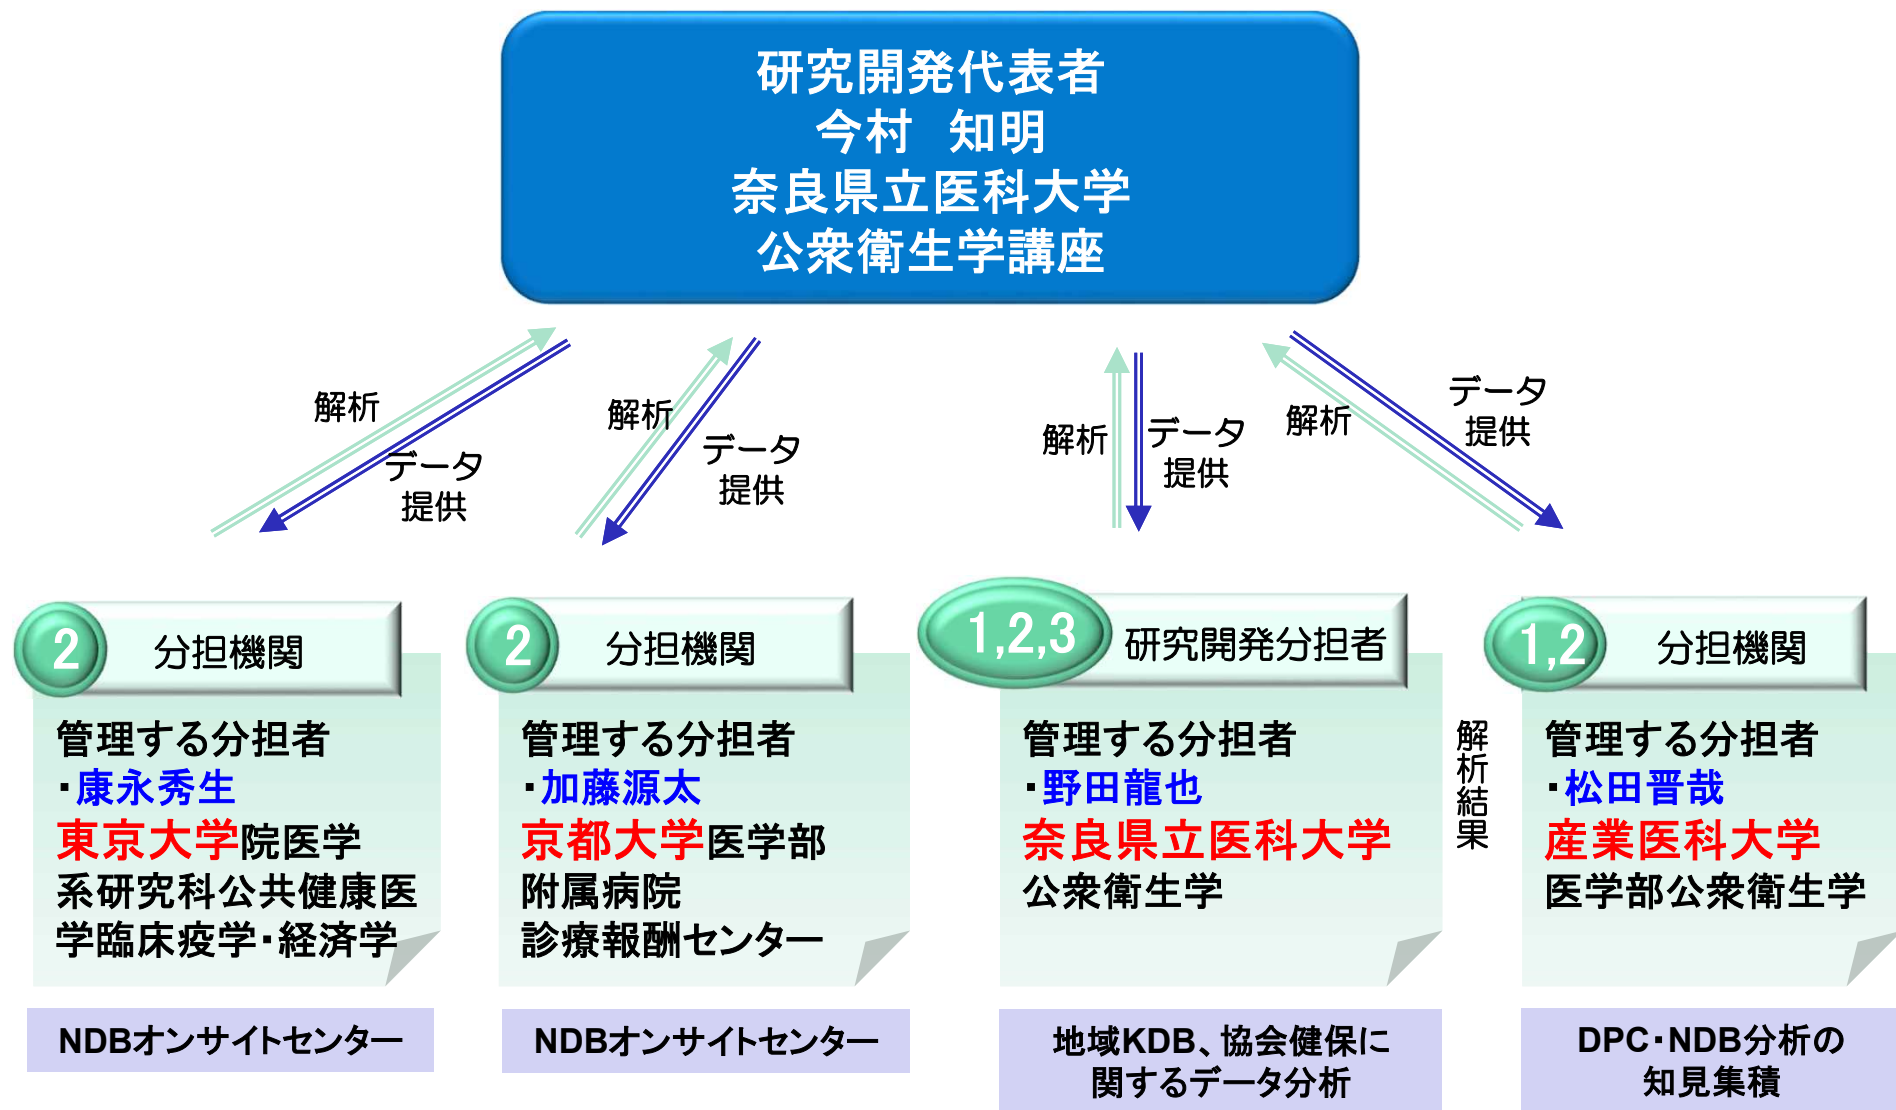 研究開発代表者
今村　知明
奈良県立医科大学
公衆衛生学講座
解析
データ
提供
解析
データ
提供
解析
データ
提供
解析
データ
提供
2
分担機関
管理する分担者
・康永秀生
東京大学院医学
系研究科公共健康医
学臨床疫学・経済学
NDBオンサイトセンター
2
分担機関
管理する分担者
・加藤源太
京都大学医学部
附属病院
診療報酬センター
NDBオンサイトセンター
1,2,3
研究開発分担者
管理する分担者
・野田龍也
奈良県立医科大学
公衆衛生学
地域KDB、協会健保に
関するデータ分析
解析結果
1,2
分担機関
管理する分担者
・松田晋哉
産業医科大学
医学部公衆衛生学
DPC・NDB分析の
知見集積